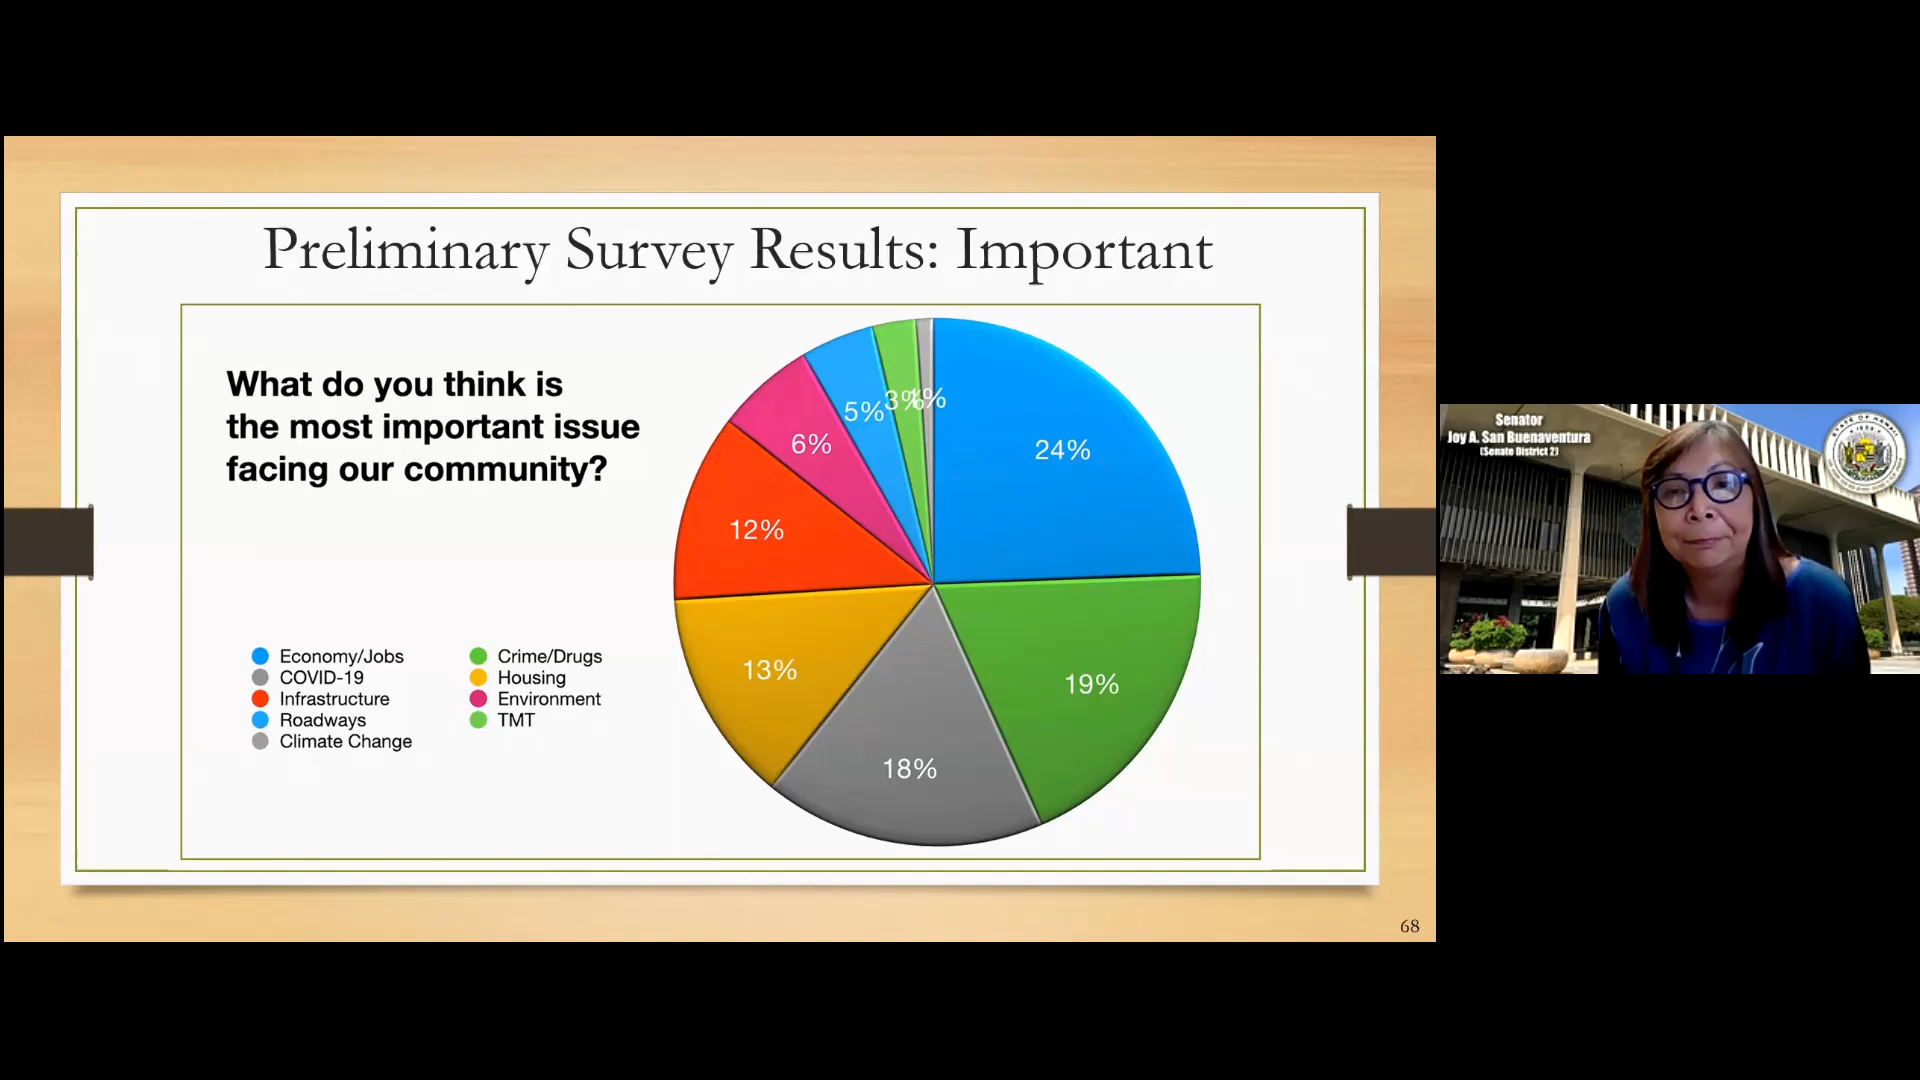 Preliminary Survey Results: Important
What do you think is
the most important issue
facing our community?
Economy/Jobs
Crime/Drugs
COVID-19
Housing
Infrastructure
Environment
Roadways
TMT
Climate Change
24%
19%
18%
13%
12%
6%
5%
3%
1%
68
Senator
Joy A. San Buenaventura
(Senate District 2)